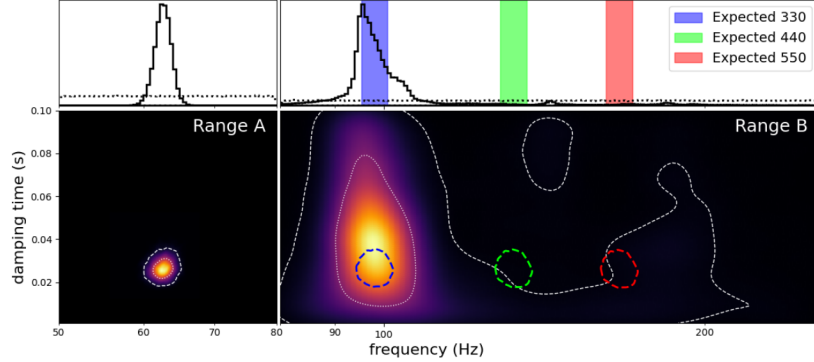 Expected 330
Expected 440
Expected 550
Range A
Range B
damping time (s)
0.10
0.08
0.06
0.04
0.02
50
60
70
80
90
100
200
frequency (Hz)